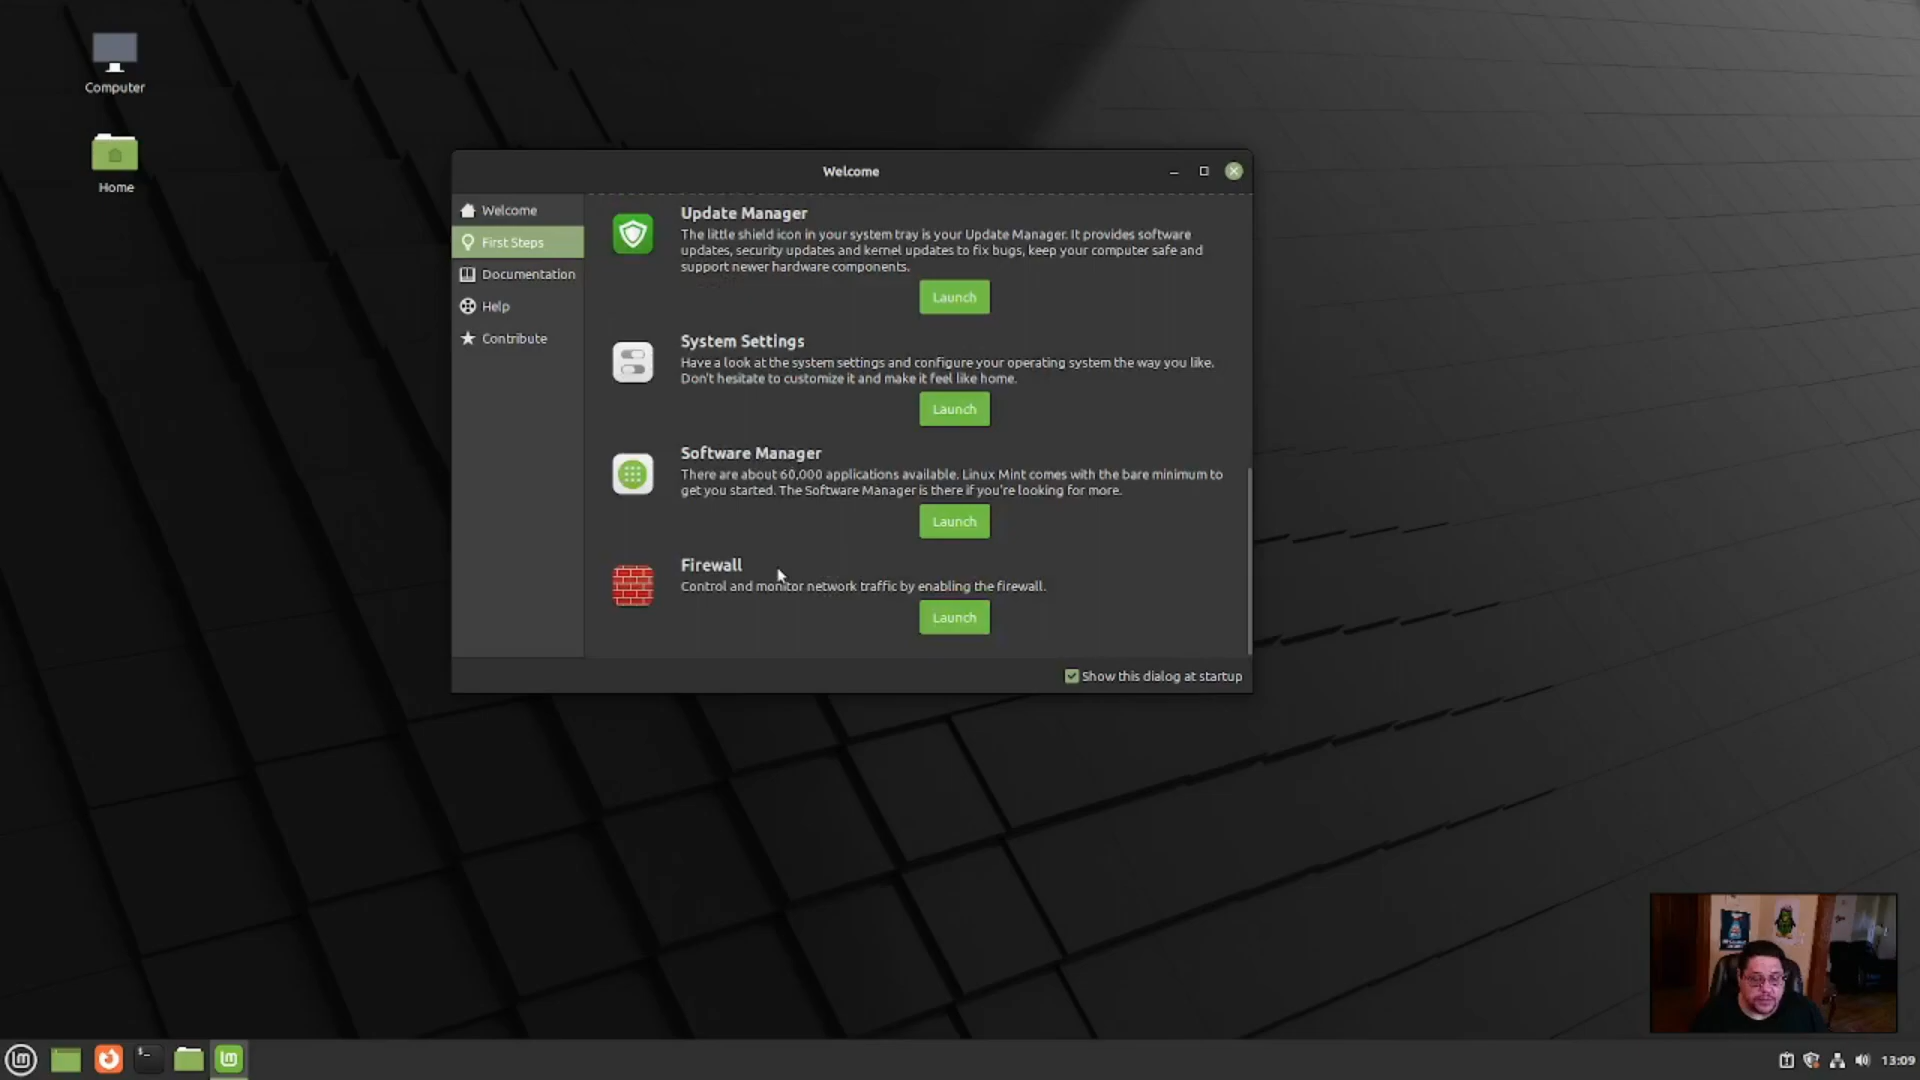 Computer
Home
Welcome
Welcome
First Steps
Documentation
Help
Contribute
Update Manager
The little shield icon in your system tray is your Update Manager. It provides software
updates, security updates and kernel updates to fix bugs, keep your computer safe and
support newer hardware components.
Launch
System Settings
Have a look at the system settings and configure your operating system the way you like.
Don't hesitate to customize it and make it feel like home.
Launch
Software Manager
There are about 60,000 applications available. Linux Mint comes with the bare minimum to
get you started. The Software Manager is there if you're looking for more.
Launch
Firewall
Control and monitor network traffic by enabling the firewall.
Launch
Show this dialog at startup
13:09